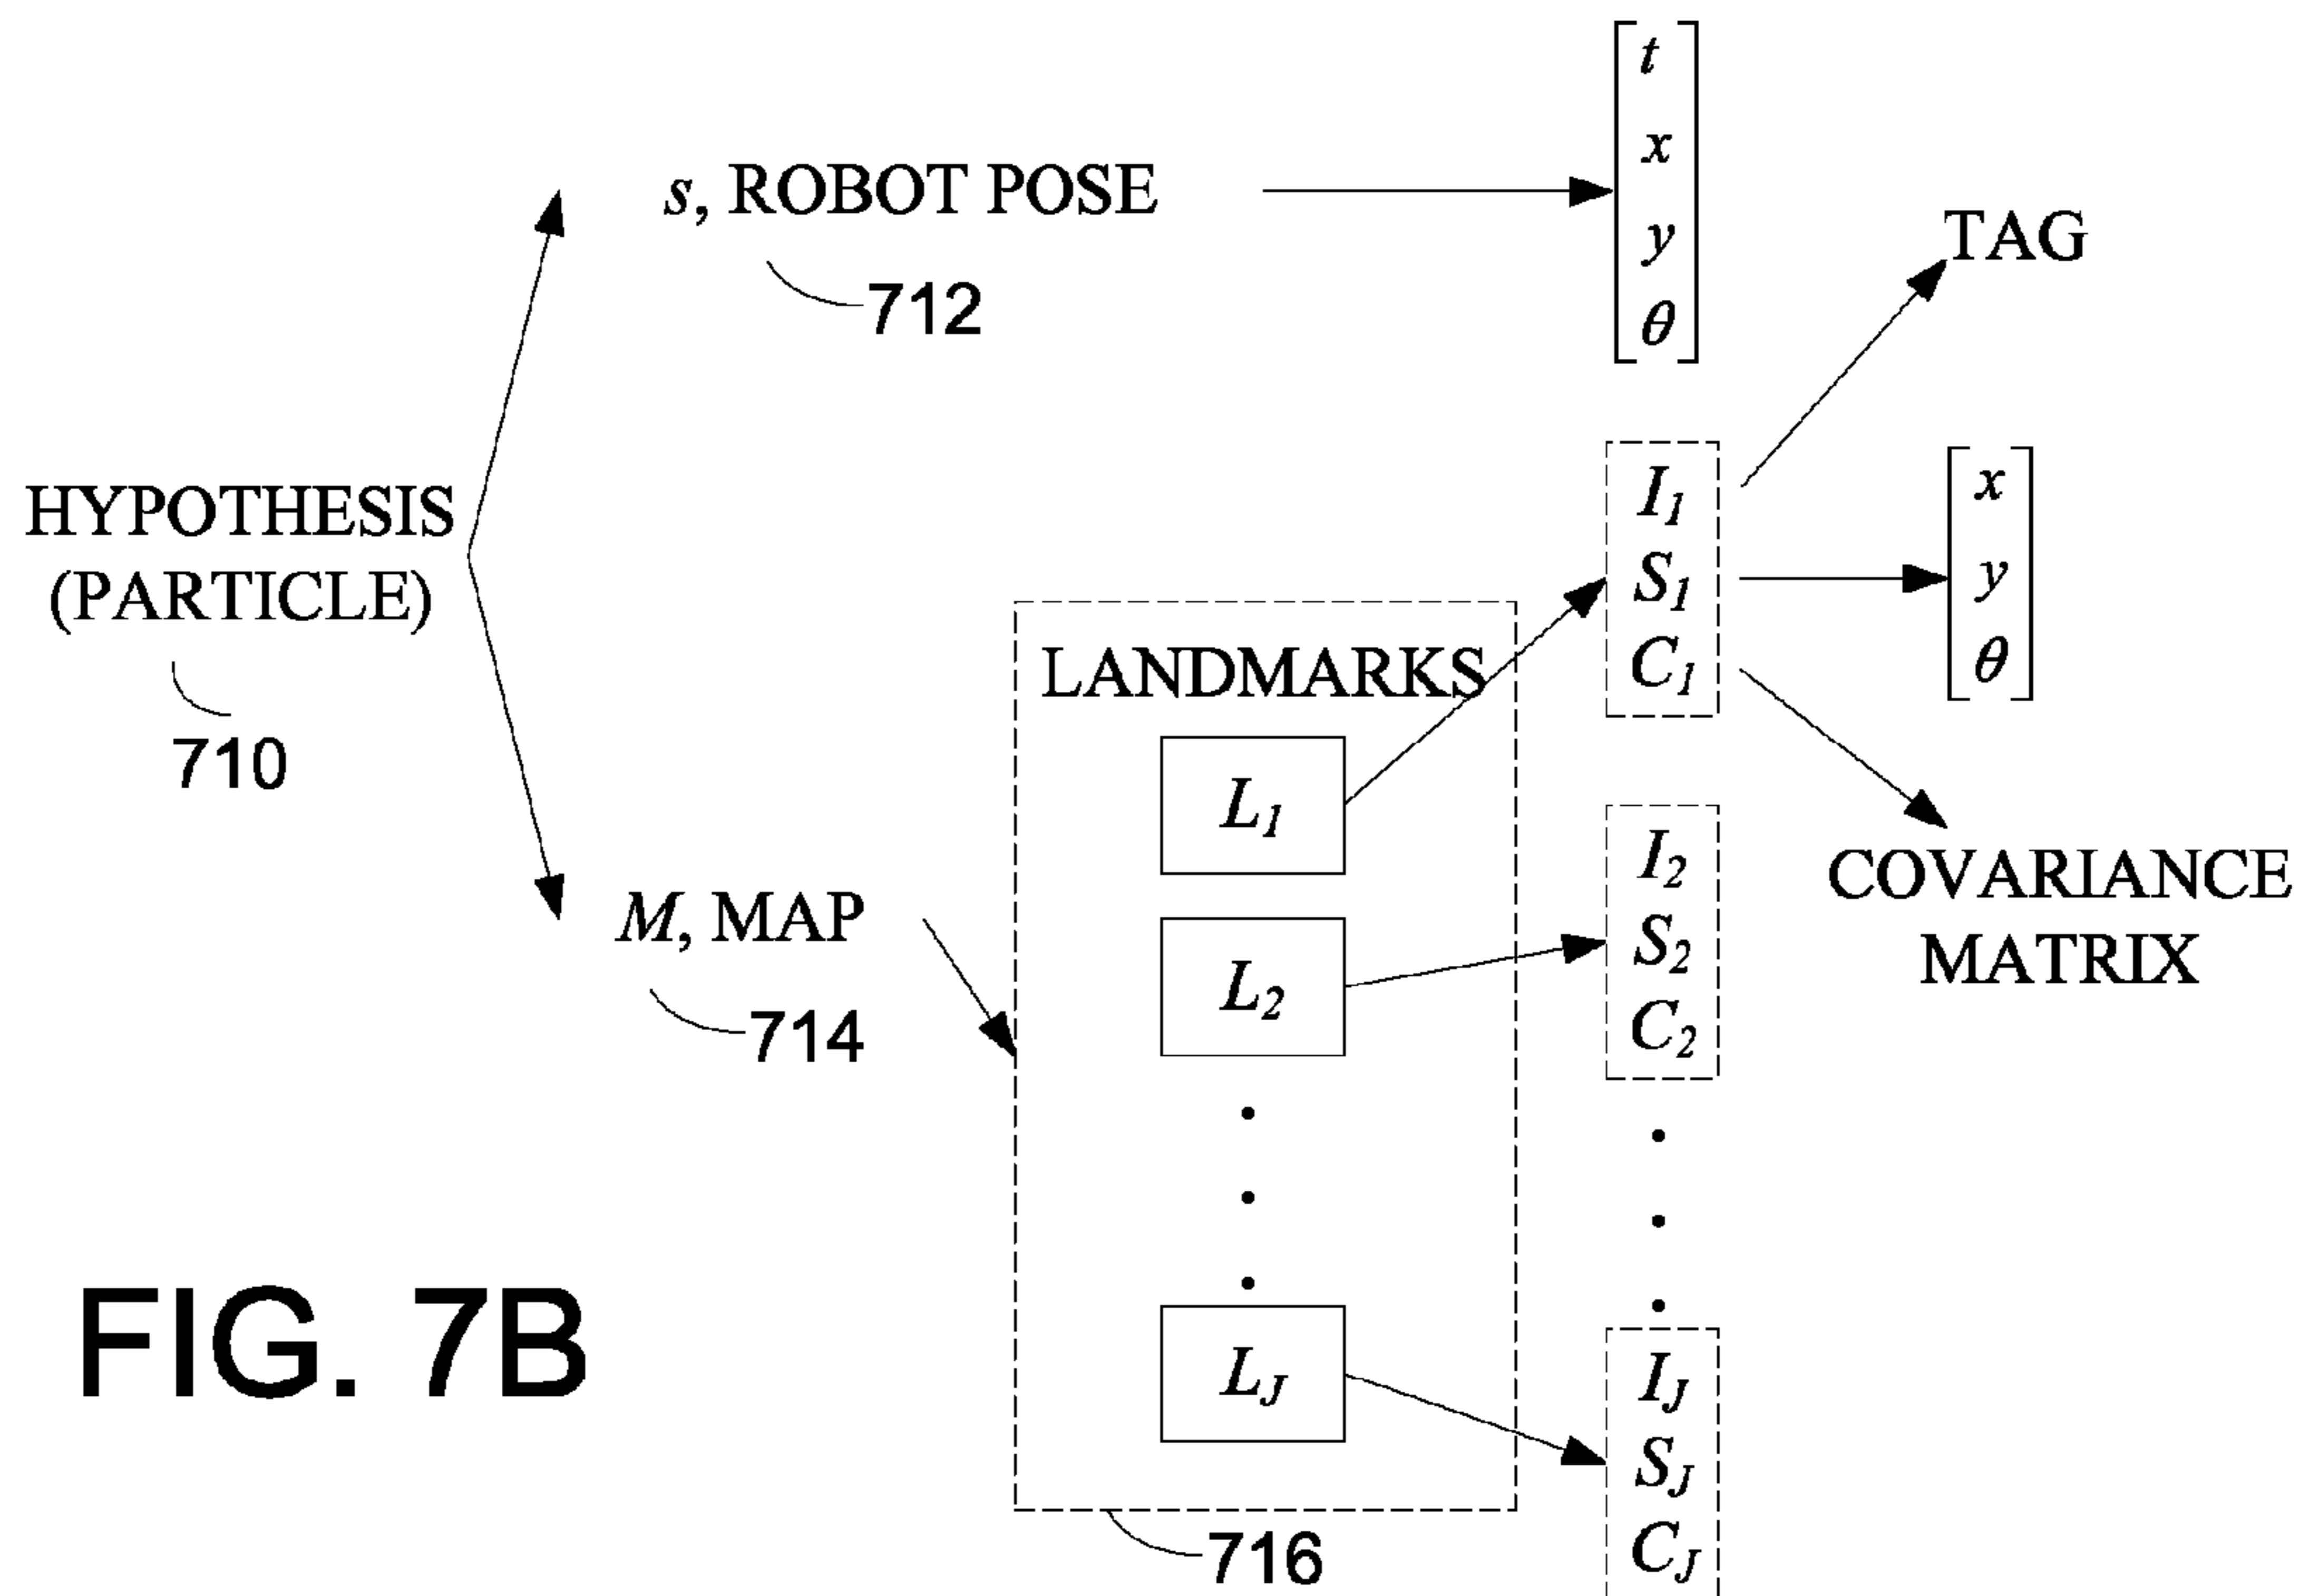 t
x
s, ROBOT POSE
y
θ
712
TAG
HYPOTHESIS
(PARTICLE)
710
I1
S1
C1
x
y
θ
LANDMARKS
L1
L2
LJ
M, MAP
714
I2
S2
C2
COVARIANCE
MATRIX
IJ
SJ
CJ
716
FIG. 7B